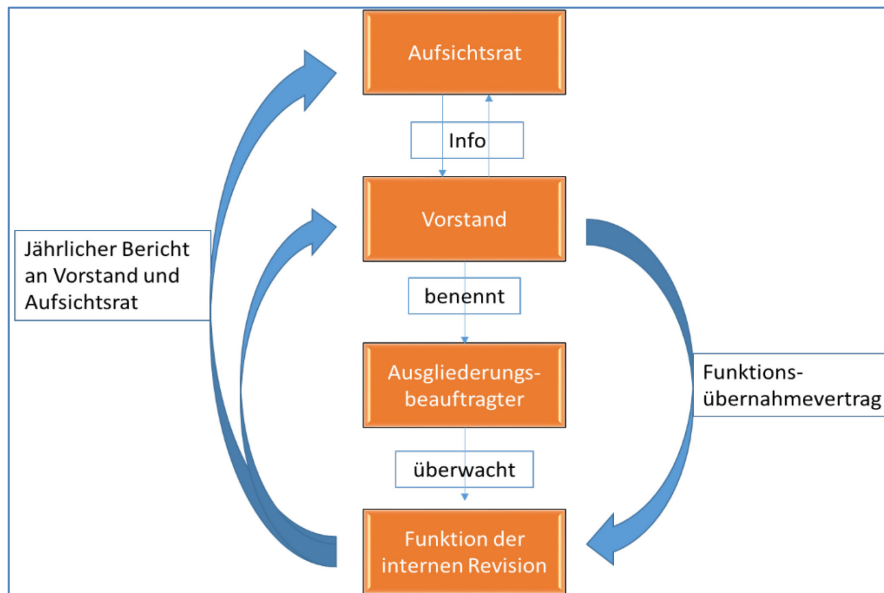 Aufsichtsrat
Info
Vorstand
Jährlicher Bericht
an Vorstand und
Aufsichtsrat
benennt
Ausgliederungs-
beauftragter
Funktions-
übernahmevertrag
überwacht
Funktion der
internen Revision